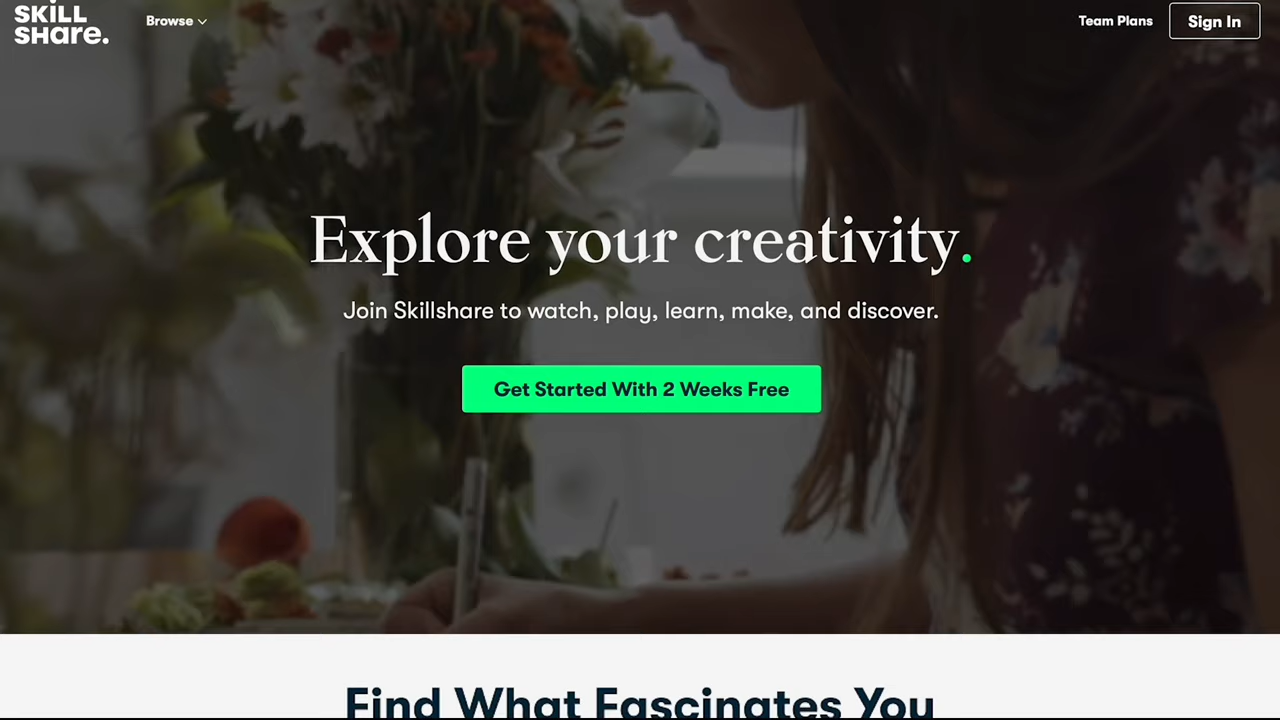 SKiLL
SHare.
Browse
Team Plans
Sign In
Explore your creativity.
Join Skillshare to watch, play, learn, make, and discover.
Get Started With 2 Weeks Free
Find What Fascinates You